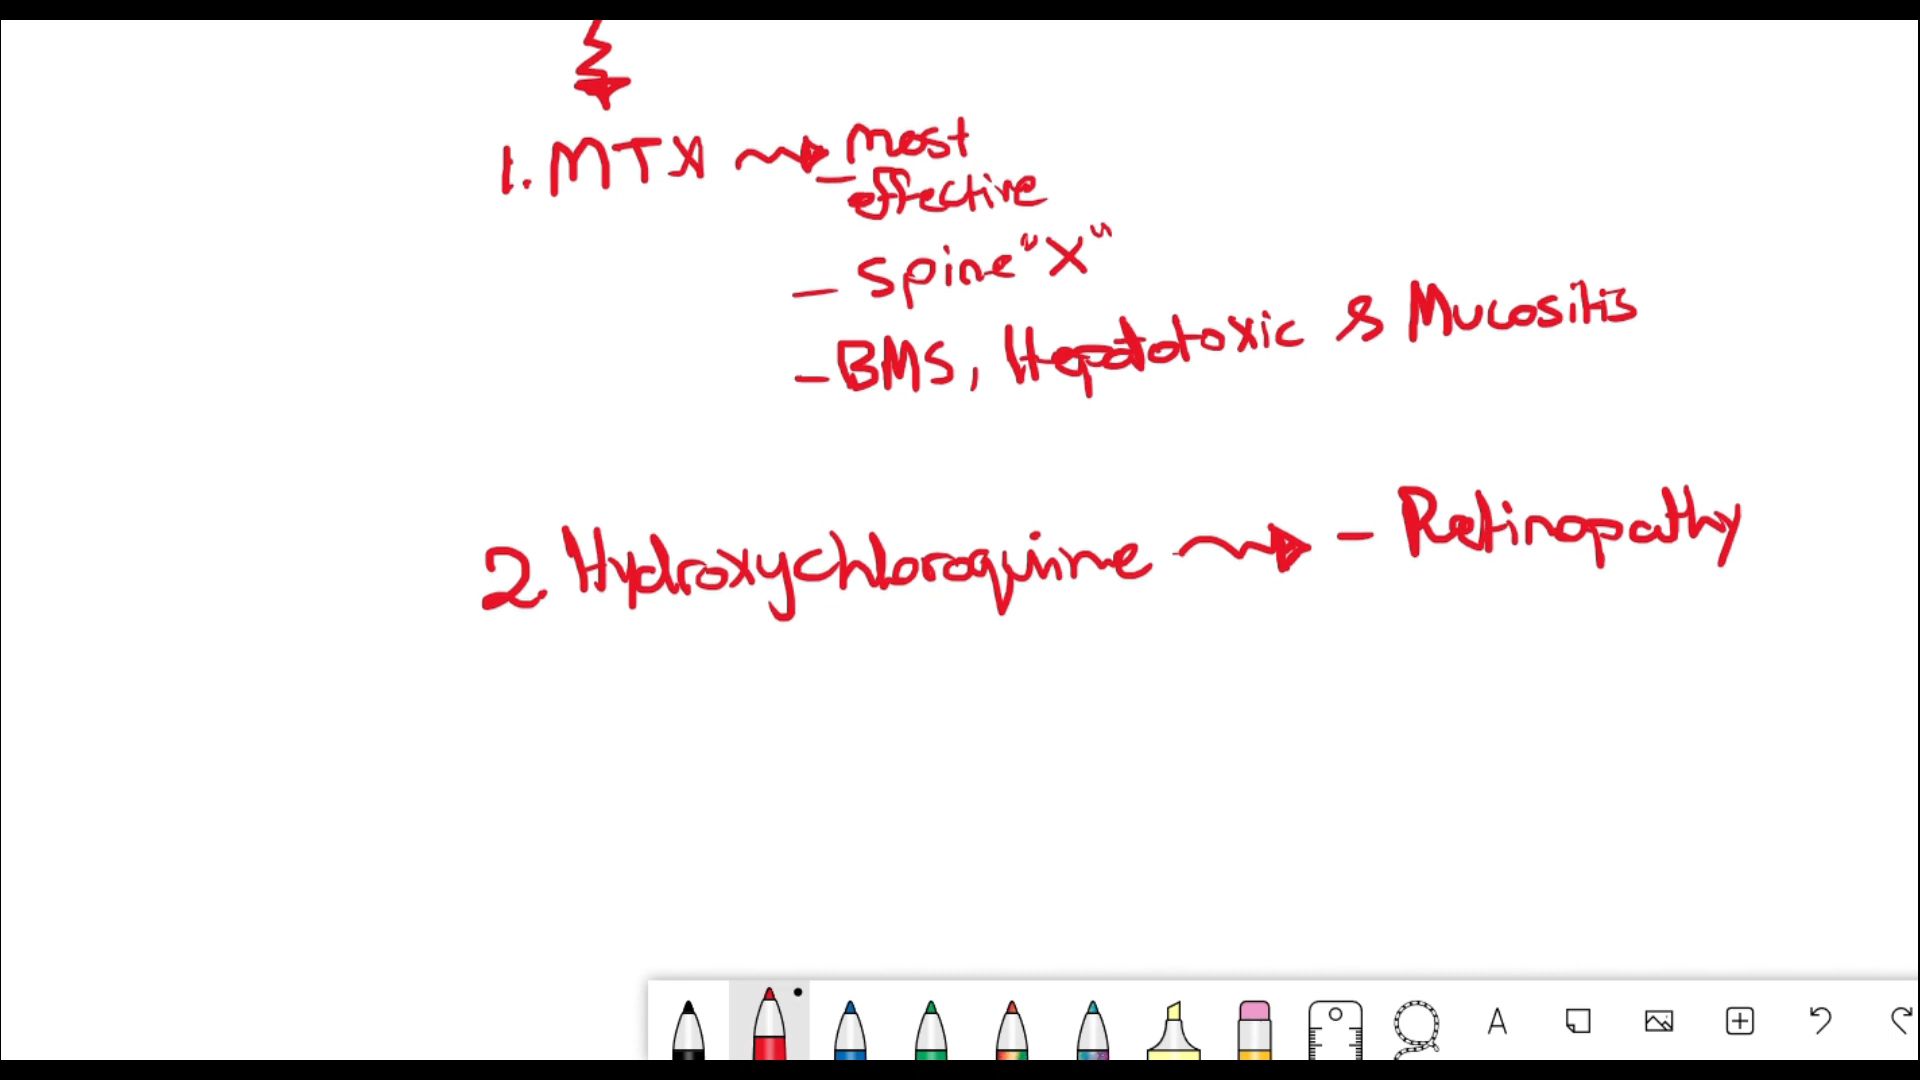 1. MTX → - most
effective
- Spine "X"
- BMS, Hepatotoxic & Mucositis
2. Hydroxychloroquine → - Retinopathy
A